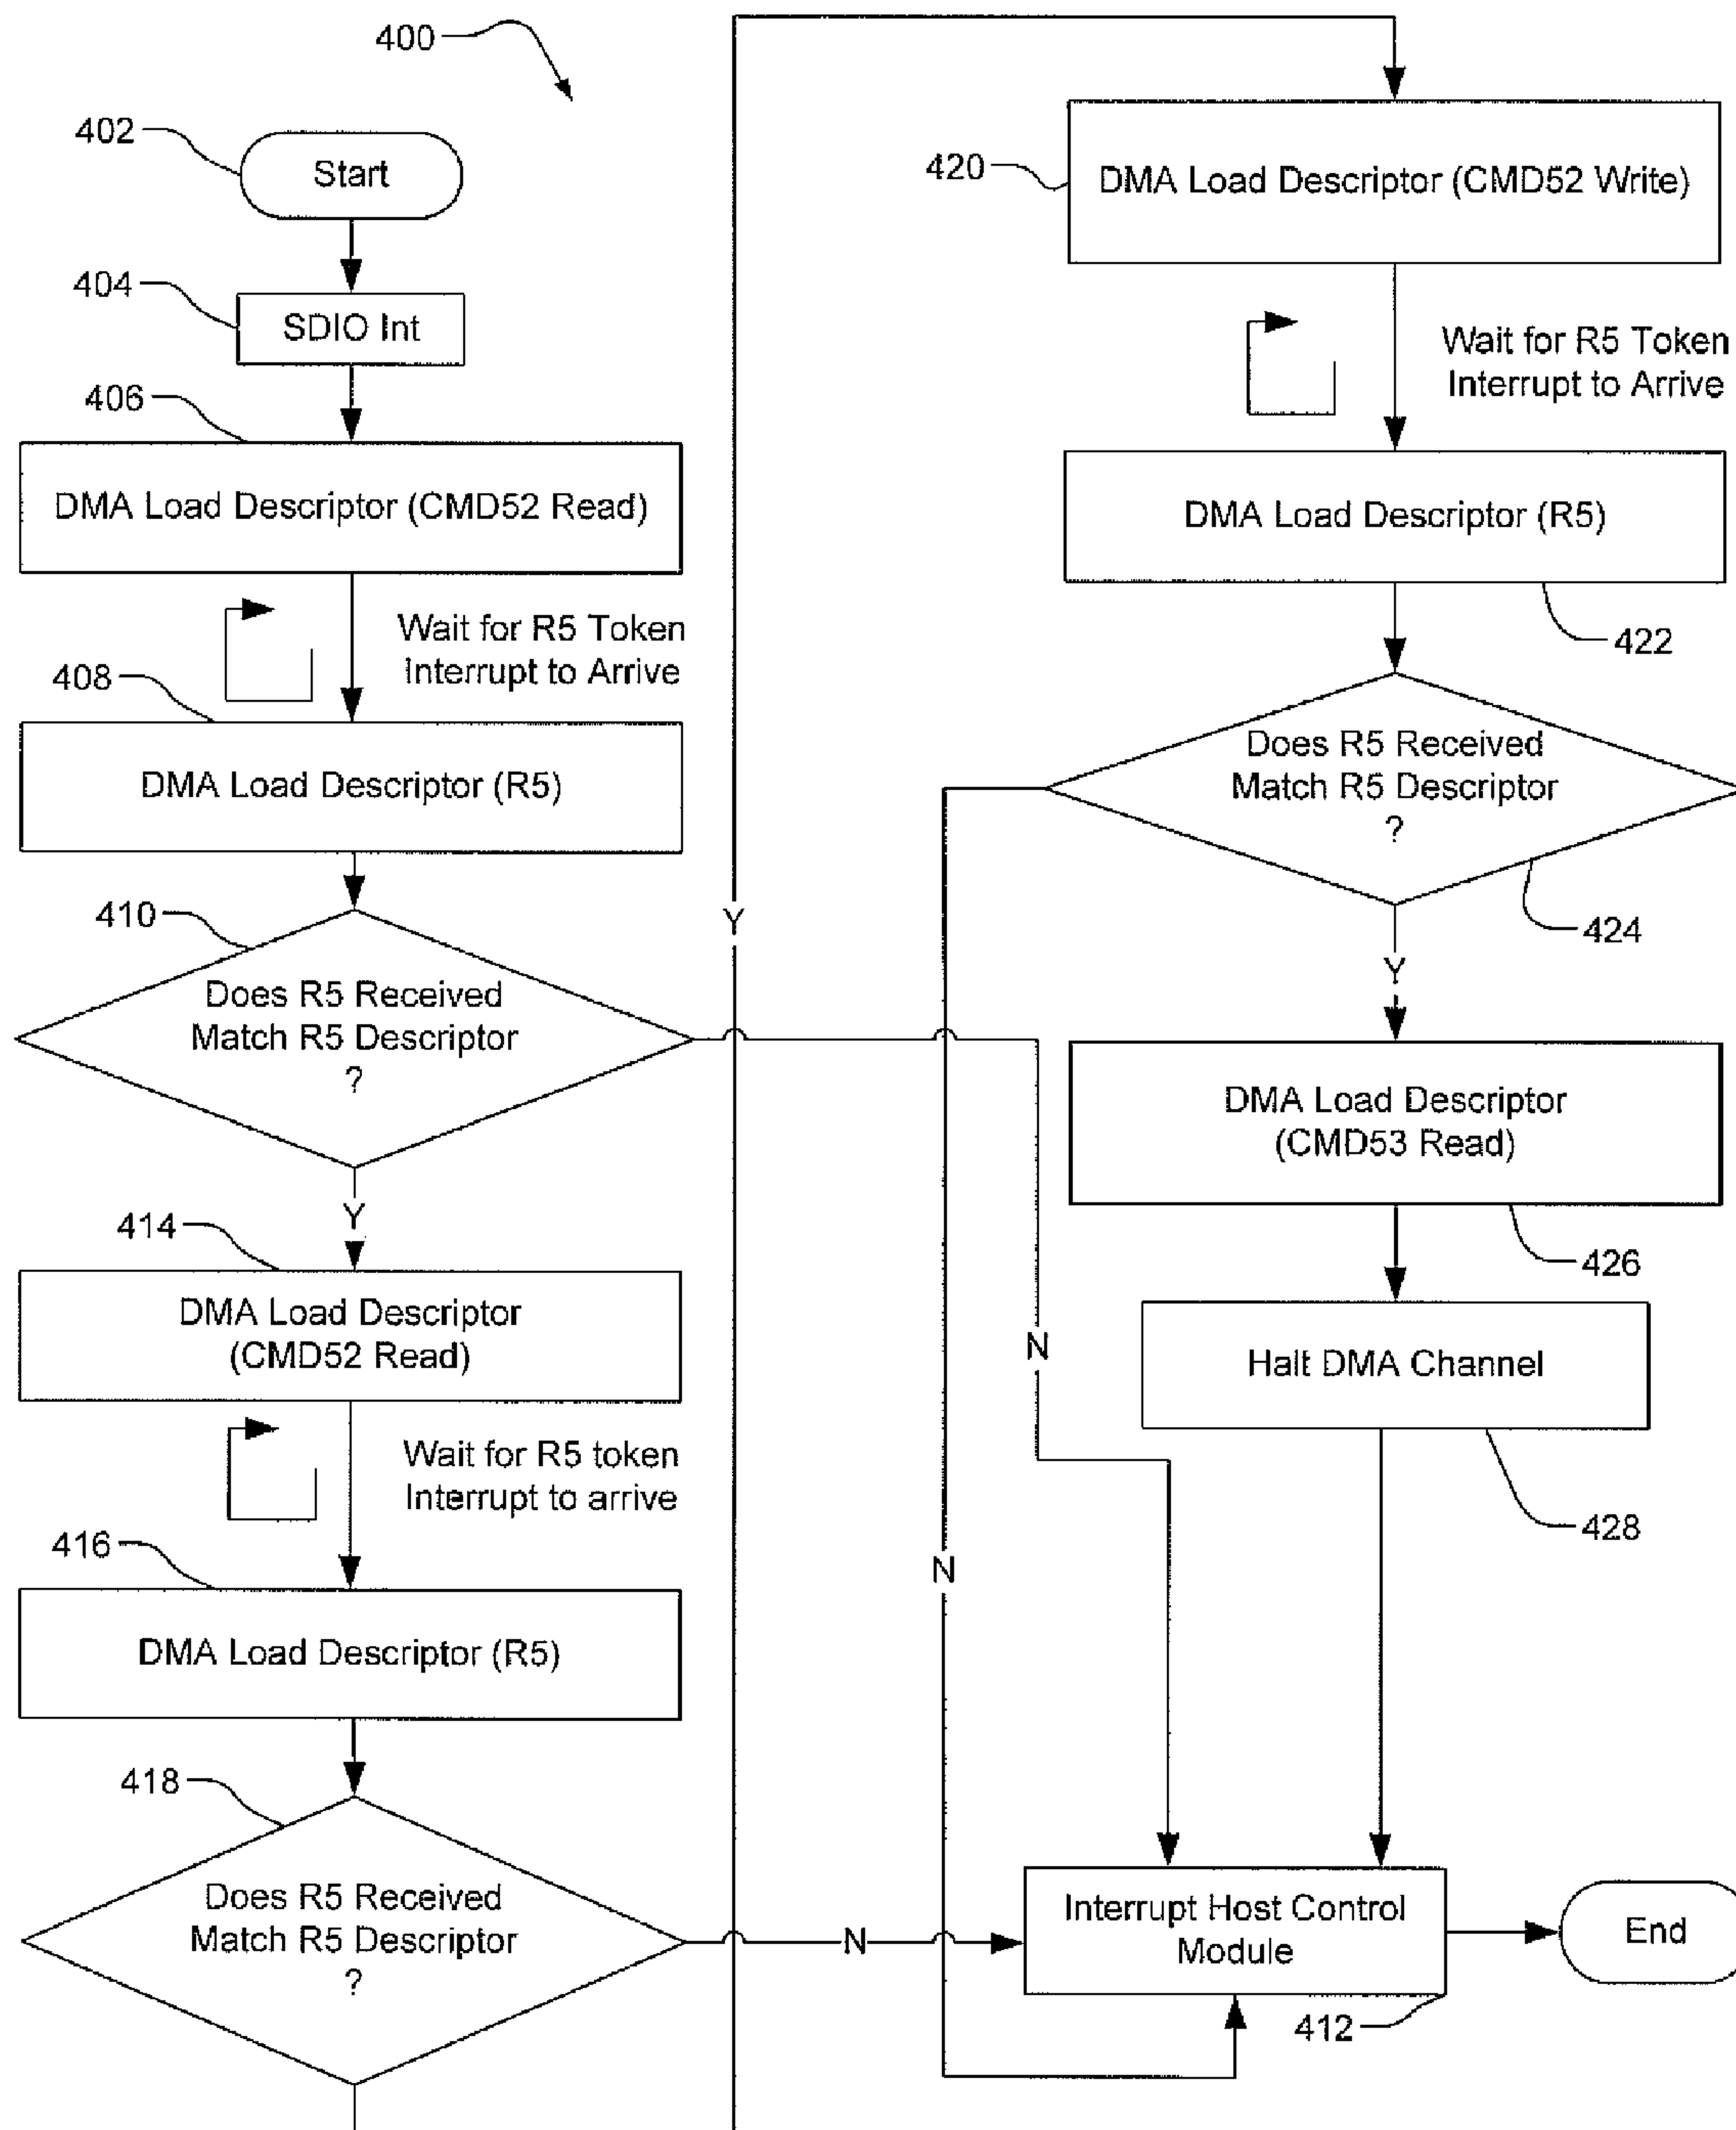 400
402
Start
404
SDIO Int
406
DMA Load Descriptor (CMD52 Read)
Wait for R5 Token
Interrupt to Arrive
408
DMA Load Descriptor (R5)
410
Does R5 Received
Match R5 Descriptor
?
Y
414
DMA Load Descriptor
(CMD52 Read)
Wait for R5 token
Interrupt to arrive
416
DMA Load Descriptor (R5)
418
Does R5 Received
Match R5 Descriptor
?
Y
N
N
N
420
DMA Load Descriptor (CMD52 Write)
Wait for R5 Token
Interrupt to Arrive
DMA Load Descriptor (R5)
422
Does R5 Received
Match R5 Descriptor
?
424
Y
DMA Load Descriptor
(CMD53 Read)
426
Halt DMA Channel
428
Interrupt Host Control
Module
412
End